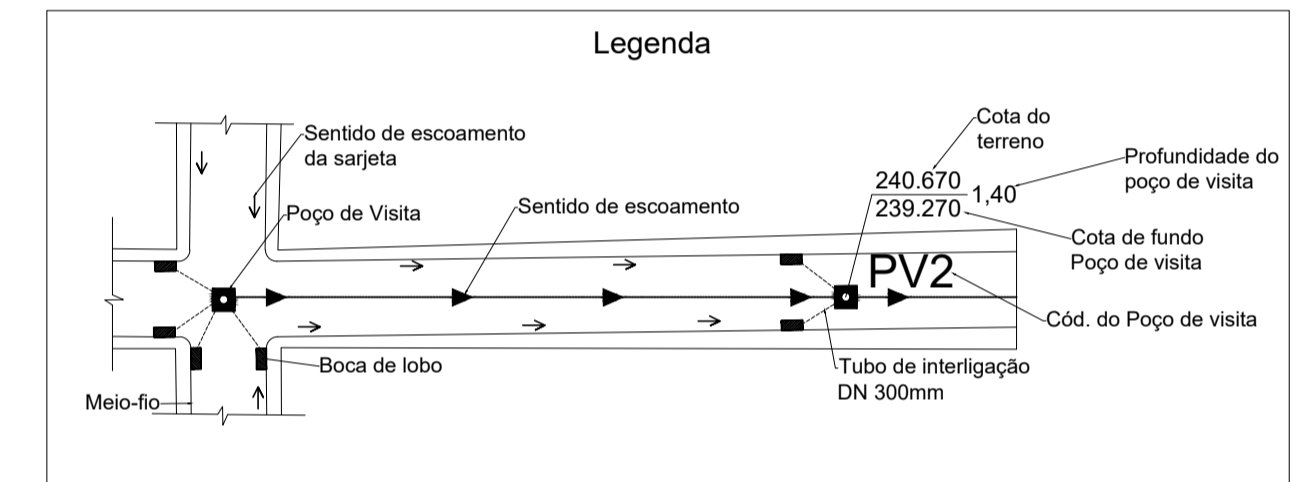 Legenda
Sentido de escoamento
da sarjeta
Poço de Visita
Sentido de escoamento
Cota do
terreno
240.670
239.270
1,40
Profundidade do
poço de visita
Cota de fundo
Poço de visita
PV2
Cód. do Poço de visita
Boca de lobo
Tubo de interligação
DN 300mm
Meio-fio